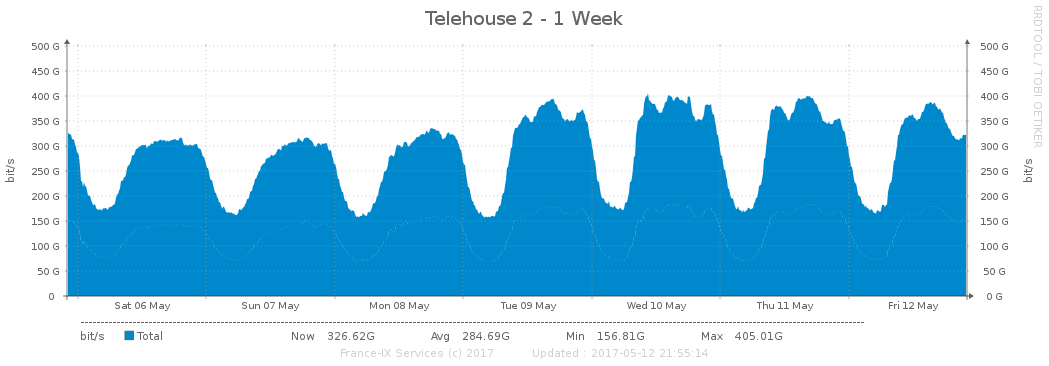 Telehouse 2 - 1 Week
RRDTOOL / TOBI OETIKER
500 G 500 G
450 G 450 G
400 G 400 G
350 G 350 G
300 G 300 G
250 G 250 G
200 G 200 G
150 G 150 G
100 G 100 G
50 G 50 G
0 0 G
bit/s bit/s
Sat 06 May Sun 07 May Mon 08 May Tue 09 May Wed 10 May Thu 11 May Fri 12 May
bit/s Total Now 326.62G Avg 284.69G Min 156.81G Max 405.01G
France-IX Services (c) 2017 Updated : 2017-05-12 21:55:14